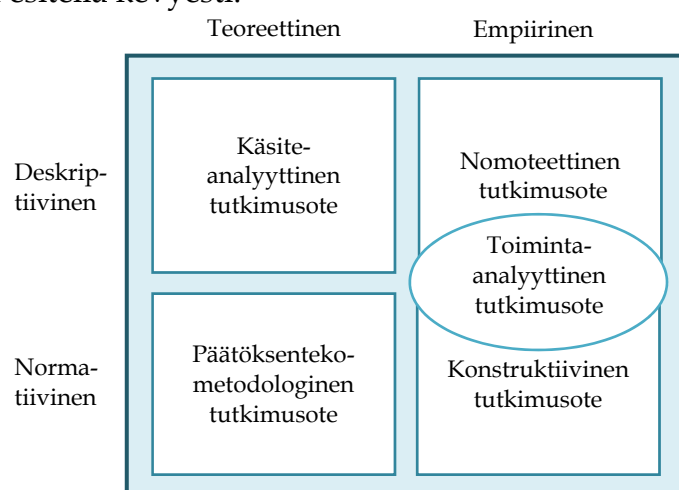 Teoreettinen Empiirinen
Deskrip-
tiivinen
Käsite-
analyyttinen
tutkimusote
Nomoteettinen
tutkimusote
Toiminta-
analyyttinen
tutkimusote
Norma-
tiivinen
Päätöksenteko-
metodologinen
tutkimusote
Konstruktiivinen
tutkimusote